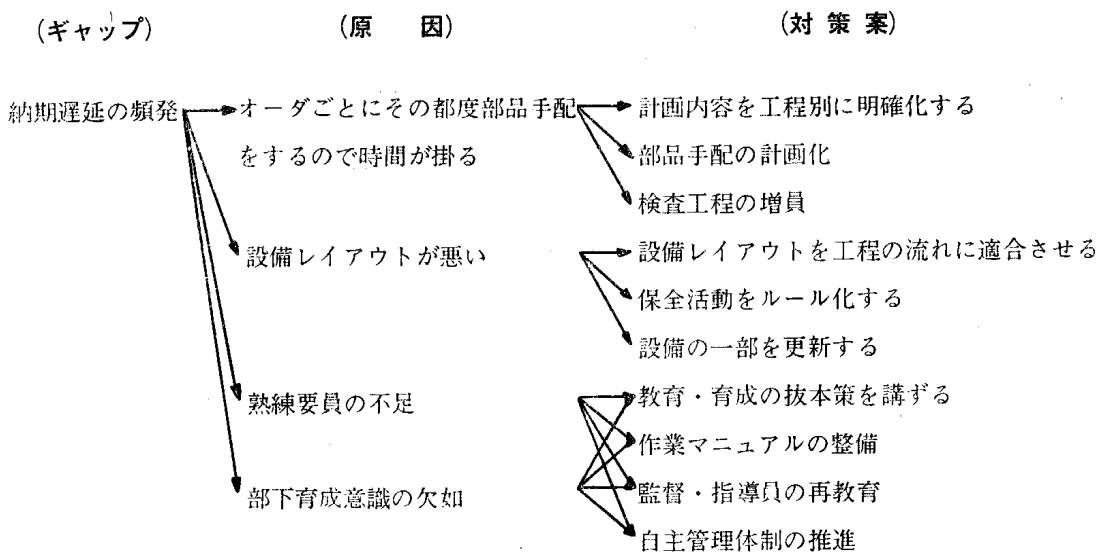 (ギャップ) (原 因) (対 策 案)
納期遅延の頻発 オーダごとにその都度部品手配 計画内容を工程別に明確化する
をするので時間が掛る 部品手配の計画化
検査工程の増員
設備レイアウトが悪い 設備レイアウトを工程の流れに適合させる
保全活動をルール化する
設備の一部を更新する
熟練要員の不足 教育・育成の抜本策を講ずる
作業マニュアルの整備
部下育成意識の欠如 監督・指導員の再教育
自主管理体制の推進